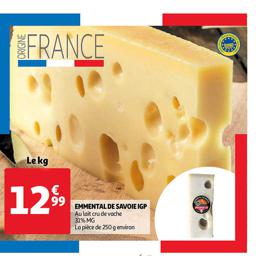 ORIGINE
FRANCE
Le kg
12€99
EMMENTAL DE SAVOIE IGP
Au lait cru de vache
31% MG
La pièce de 250 g environ